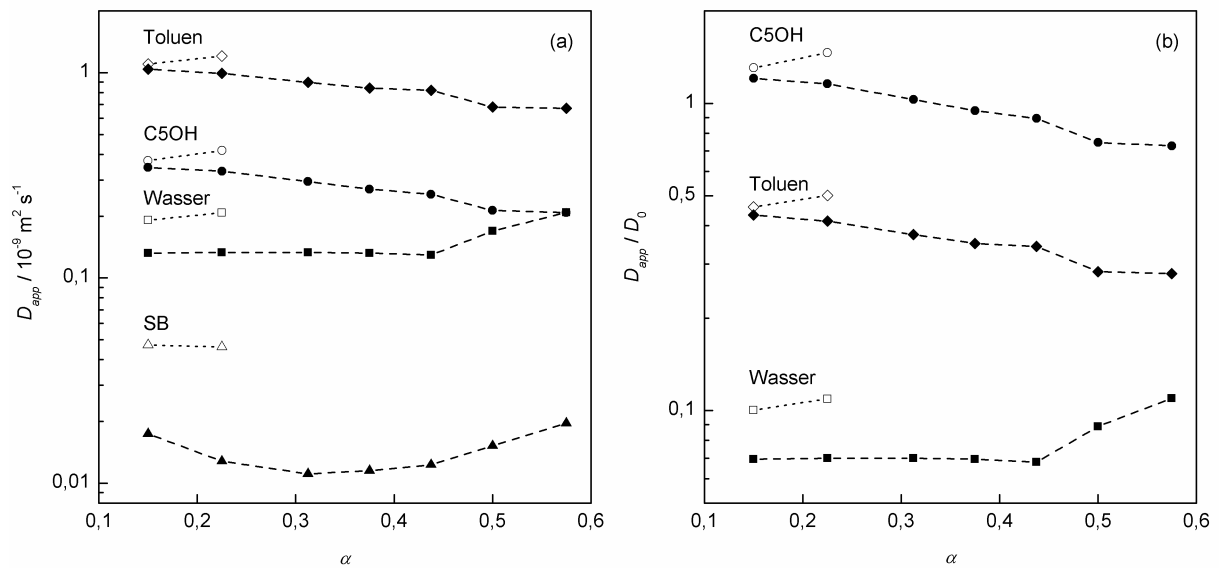 (a)
Toluen
1
C5OH
Wasser
0,1
SB
0,01
D_app / 10⁻⁹ m² s⁻¹
0,1 0,2 0,3 0,4 0,5 0,6
α
(b)
C5OH
1
Toluen
0,5
Wasser
0,1
D_app / D₀
0,1 0,2 0,3 0,4 0,5 0,6
α